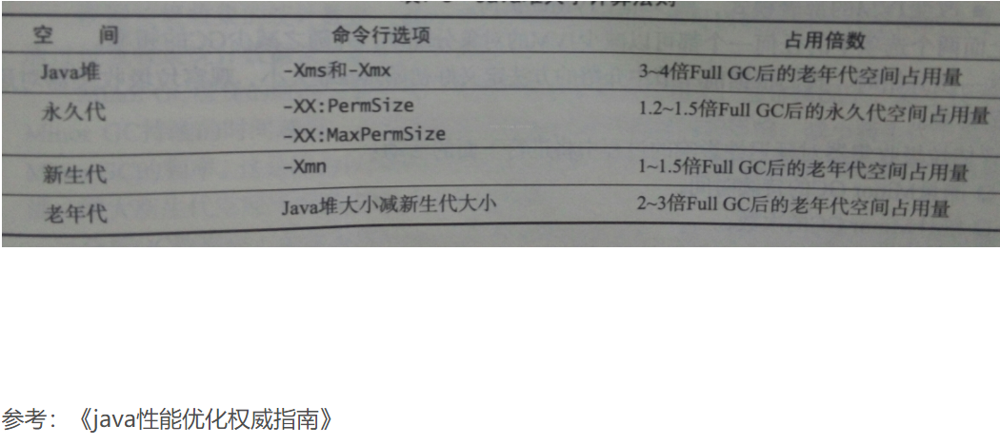 空 间 命令行选项 占用倍数
Java堆 -Xms和-Xmx 3~4倍Full GC后的老年代空间占用量
永久代 -XX:PermSize 1.2~1.5倍Full GC后的永久代空间占用量
-XX:MaxPermSize
新生代 -Xmn 1~1.5倍Full GC后的老年代空间占用量
老年代 Java堆大小减新生代大小 2~3倍Full GC后的老年代空间占用量
参考：《java性能优化权威指南》